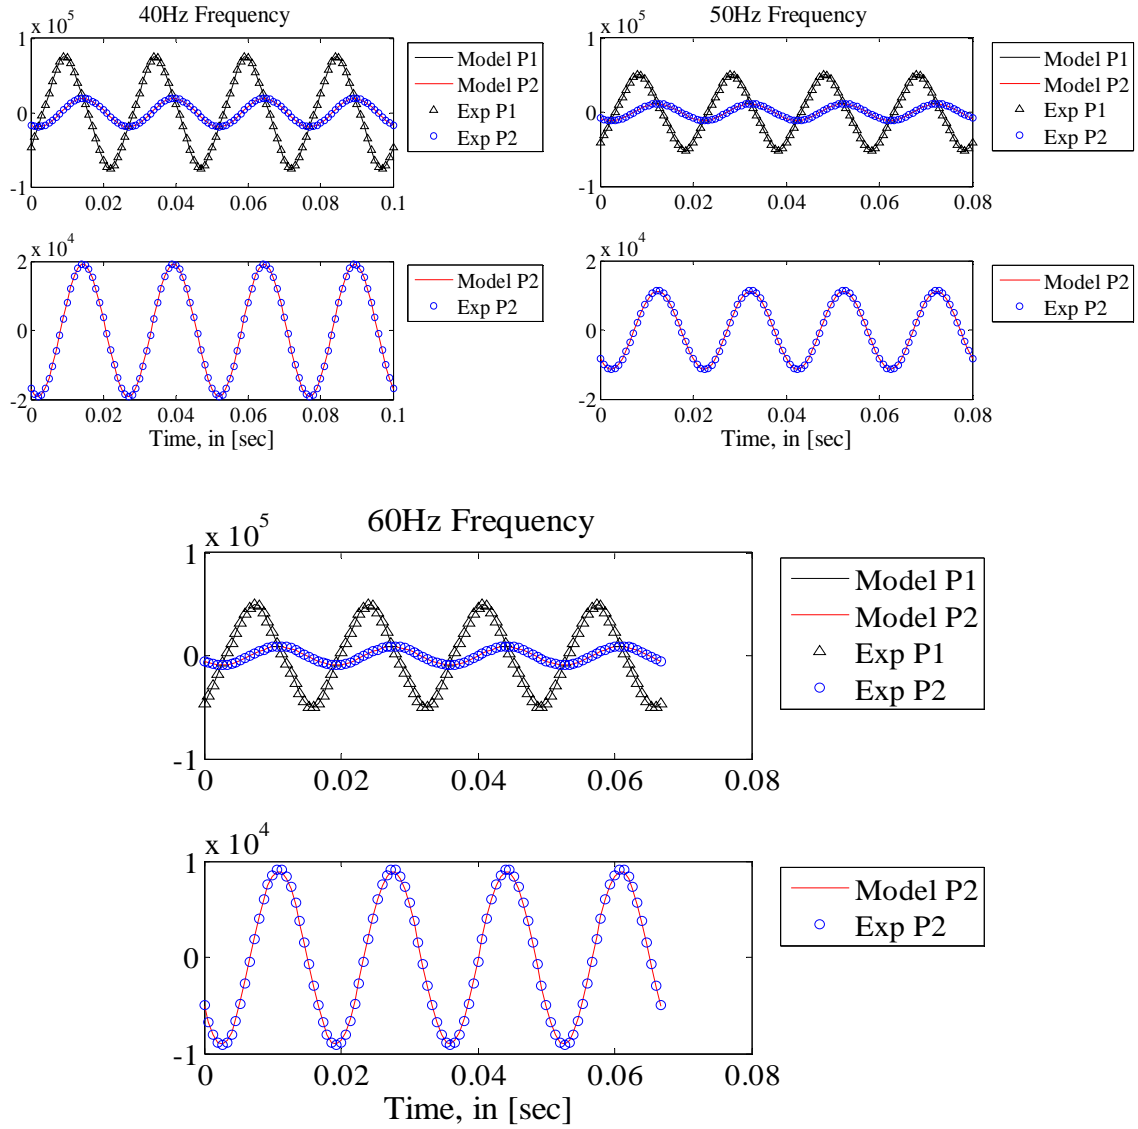 40Hz Frequency
x 10^5
1
0
-1
0 0.02 0.04 0.06 0.08 0.1
Model P1
Model P2
Exp P1
Exp P2
x 10^4
2
0
-2
0 0.02 0.04 0.06 0.08 0.1
Time, in [sec]
Model P2
Exp P2
50Hz Frequency
x 10^5
1
0
-1
0 0.02 0.04 0.06 0.08
Model P1
Model P2
Exp P1
Exp P2
x 10^4
2
0
-2
0 0.02 0.04 0.06 0.08
Time, in [sec]
Model P2
Exp P2
60Hz Frequency
x 10^5
1
0
-1
0 0.02 0.04 0.06 0.08
Model P1
Model P2
Exp P1
Exp P2
x 10^4
1
0
-1
0 0.02 0.04 0.06 0.08
Time, in [sec]
Model P2
Exp P2